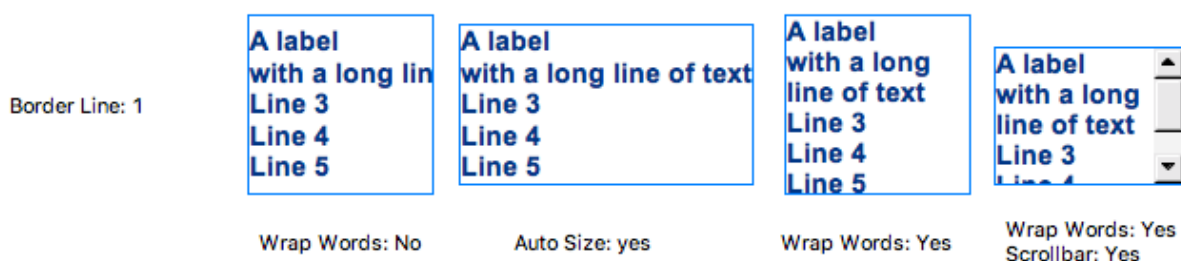 Border Line: 1
A label
with a long lin
Line 3
Line 4
Line 5
Wrap Words: No
A label
with a long line of text
Line 3
Line 4
Line 5
Auto Size: yes
A label
with a long
line of text
Line 3
Line 4
Line 5
Wrap Words: Yes
A label
with a long
line of text
Line 3
Line 4
Wrap Words: Yes
Scrollbar: Yes